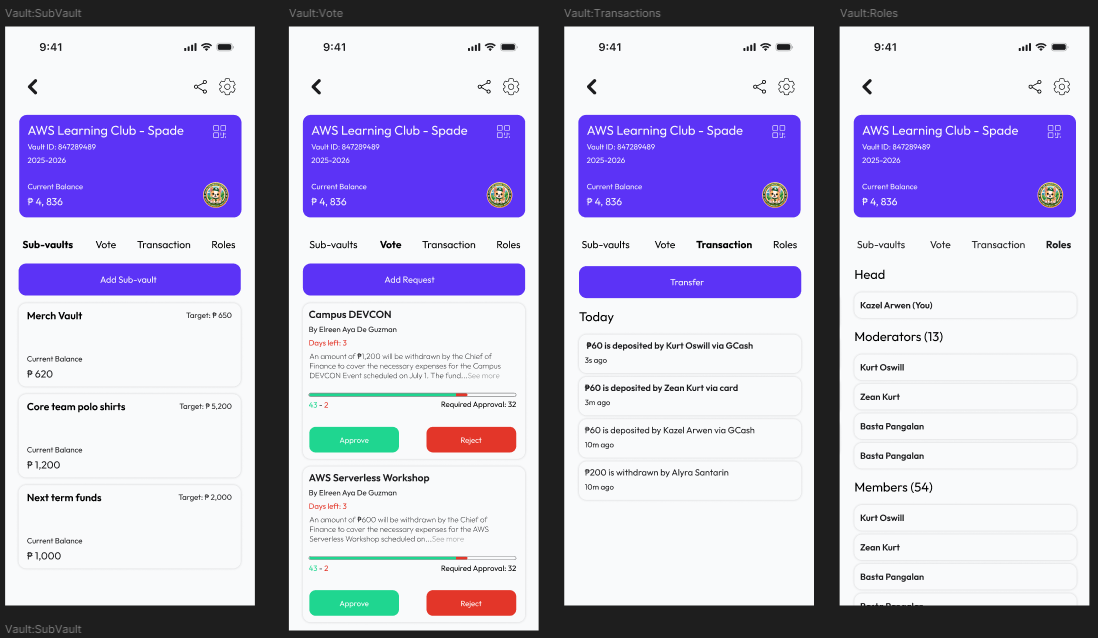 Vault:SubVault
9:41
AWS Learning Club - Spade
Vault ID: 847289489
2025-2026
Current Balance
₱ 4, 836
Sub-vaults Vote Transaction Roles
Add Sub-vault
Merch Vault Target: ₱ 650
Current Balance
₱ 620
Core team polo shirts Target: ₱ 5,200
Current Balance
₱ 1,200
Next term funds Target: ₱ 2,000
Current Balance
₱ 1,000
Vault:SubVault
Vault:Vote
9:41
AWS Learning Club - Spade
Vault ID: 847289489
2025-2026
Current Balance
₱ 4, 836
Sub-vaults Vote Transaction Roles
Add Request
Campus DEVCON
By Elreen Aya De Guzman
Days left: 3
An amount of ₱1,200 will be withdrawn by the Chief of
Finance to cover the necessary expenses for the Campus
DEVCON Event scheduled on July 1. The fund...See more
43 - 2 Required Approval: 32
Approve Reject
AWS Serverless Workshop
By Elreen Aya De Guzman
Days left: 3
An amount of ₱600 will be withdrawn by the Chief of
Finance to cover the necessary expenses for the AWS
Serverless Workshop scheduled on...See more
43 - 2 Required Approval: 32
Approve Reject
Vault:Transactions
9:41
AWS Learning Club - Spade
Vault ID: 847289489
2025-2026
Current Balance
₱ 4, 836
Sub-vaults Vote Transaction Roles
Transfer
Today
₱60 is deposited by Kurt Oswill via GCash
3s ago
₱60 is deposited by Zean Kurt via card
3m ago
₱60 is deposited by Kazel Arwen via GCash
10m ago
₱200 is withdrawn by Alyra Santarin
10m ago
Vault:Roles
9:41
AWS Learning Club - Spade
Vault ID: 847289489
2025-2026
Current Balance
₱ 4, 836
Sub-vaults Vote Transaction Roles
Head
Kazel Arwen (You)
Moderators (13)
Kurt Oswill
Zean Kurt
Basta Pangalan
Basta Pangalan
Members (54)
Kurt Oswill
Zean Kurt
Basta Pangalan
Basta Pangalan